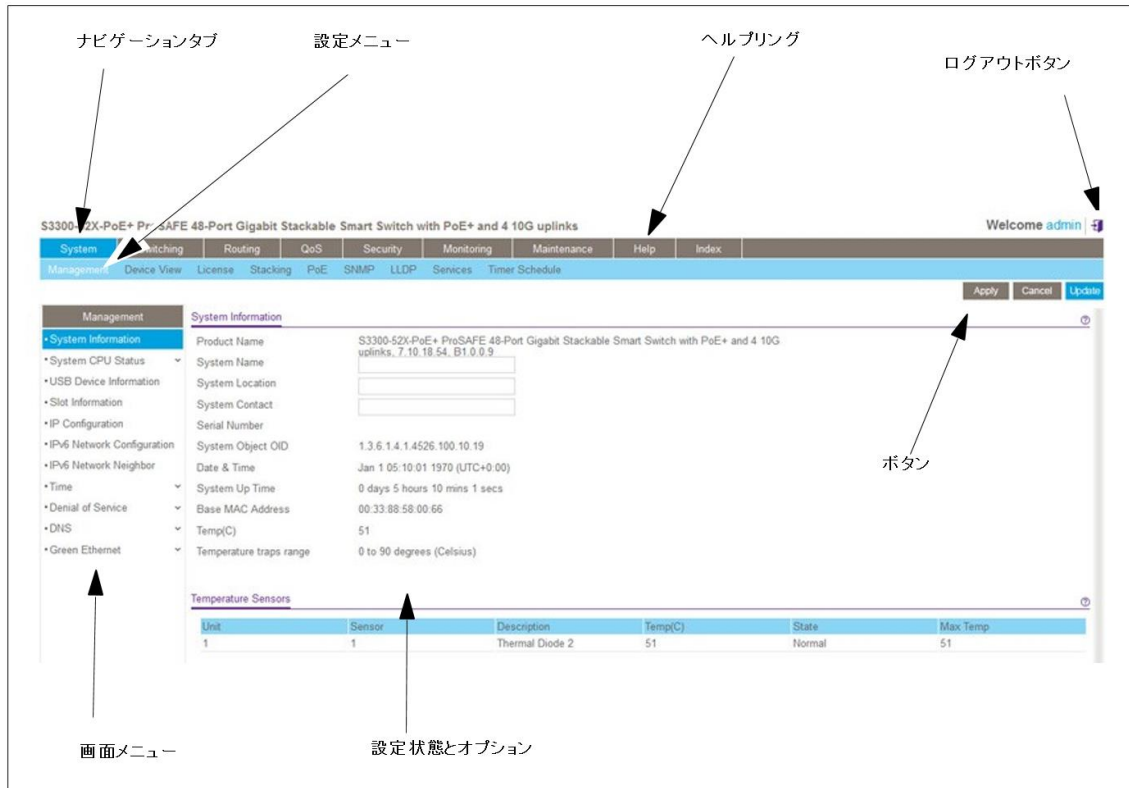 ナビゲーションタブ
設定メニュー
ヘルプリング
ログアウトボタン
S3300-52X-PoE+ ProSAFE 48-Port Gigabit Stackable Smart Switch with PoE+ and 4 10G uplinks
Welcome admin
System Switching Routing QoS Security Monitoring Maintenance Help Index
Management Device View License Stacking PoE SNMP LLDP Services Timer Schedule
Apply Cancel Update
Management
• System Information
• System CPU Status
• USB Device Information
• Slot Information
• IP Configuration
• IPv6 Network Configuration
• IPv6 Network Neighbor
• Time
• Denial of Service
• DNS
• Green Ethernet
System Information
Product Name S3300-52X-PoE+ ProSAFE 48-Port Gigabit Stackable Smart Switch with PoE+ and 4 10G
uplinks, 7.10.18.54, B1.0.0.9
System Name
System Location
System Contact
Serial Number
System Object OID 1.3.6.1.4.1.4526.100.10.19
Date & Time Jan 1 05:10:01 1970 (UTC+0:00)
System Up Time 0 days 5 hours 10 mins 1 secs
Base MAC Address 00:33:88:58:00:66
Temp(C) 51
Temperature traps range 0 to 90 degrees (Celsius)
ボタン
Temperature Sensors
Unit Sensor Description Temp(C) State Max Temp
1 1 Thermal Diode 2 51 Normal 51
画面メニュー
設定状態とオプション